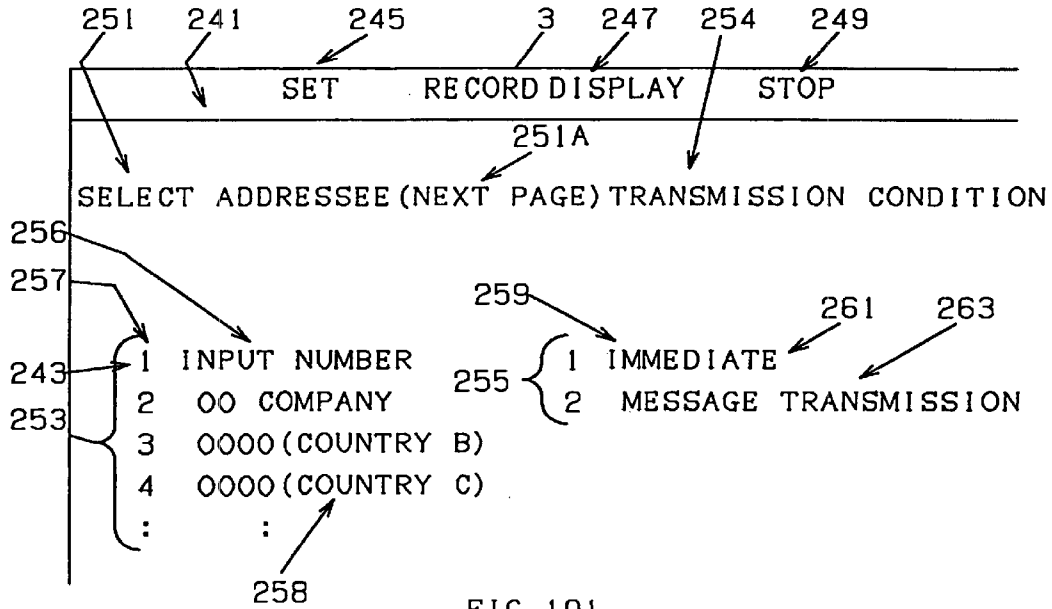 251 241 245 3 247 254 249
SET RECORD DISPLAY STOP
251A
SELECT ADDRESSEE (NEXT PAGE) TRANSMISSION CONDITION
256
257 259 261 263
1 INPUT NUMBER 1 IMMEDIATE
243 255
2 OO COMPANY 2 MESSAGE TRANSMISSION
253
3 OOOO (COUNTRY B)
4 OOOO (COUNTRY C)
: :
258
FIG. 101